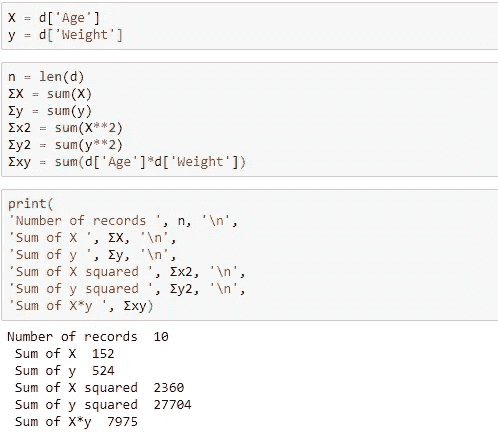 X = d['Age']
y = d['Weight']
n = len(d)
ΣX = sum(X)
Σy = sum(y)
Σx2 = sum(X**2)
Σy2 = sum(y**2)
Σxy = sum(d['Age']*d['Weight'])
print(
'Number of records ', n, '\n',
'Sum of X ', ΣX, '\n',
'Sum of y ', Σy, '\n',
'Sum of X squared ', Σx2, '\n',
'Sum of y squared ', Σy2, '\n',
'Sum of X*y ', Σxy)
Number of records  10
 Sum of X  152
 Sum of y  524
 Sum of X squared  2360
 Sum of y squared  27704
 Sum of X*y  7975